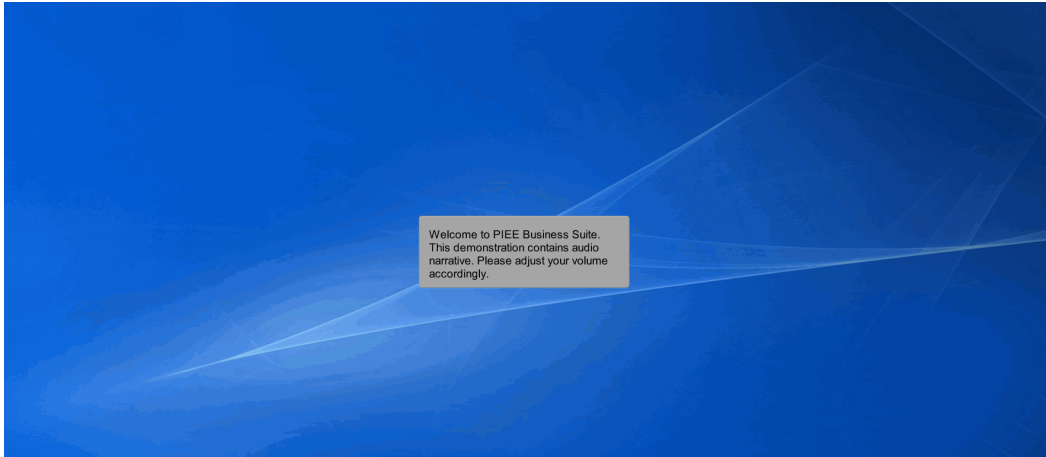 Welcome to PIEE Business Suite.
This demonstration contains audio
narrative. Please adjust your volume
accordingly.